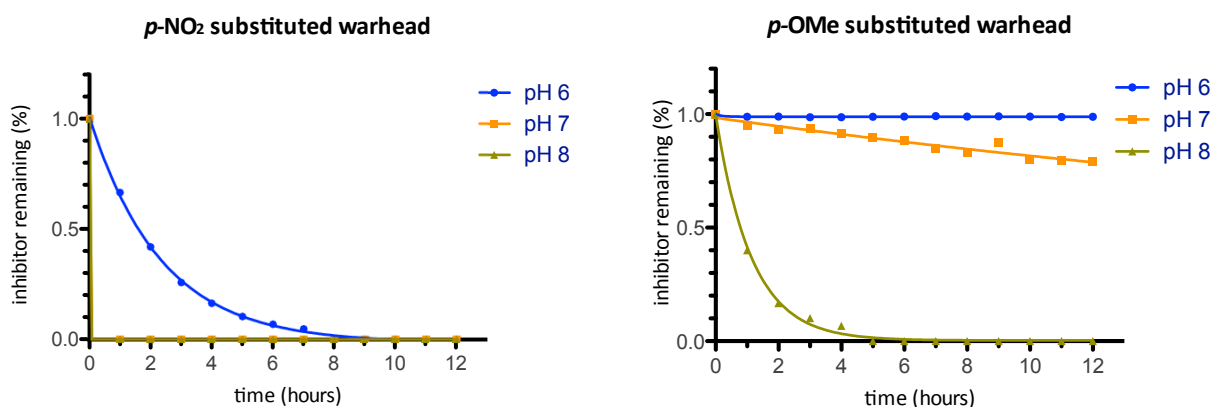 p-NO₂ substituted warhead
inhibitor remaining (%)
1.0
0.5
0.0
0 2 4 6 8 10 12
time (hours)
pH 6
pH 7
pH 8
p-OMe substituted warhead
inhibitor remaining (%)
1.0
0.5
0.0
0 2 4 6 8 10 12
time (hours)
pH 6
pH 7
pH 8